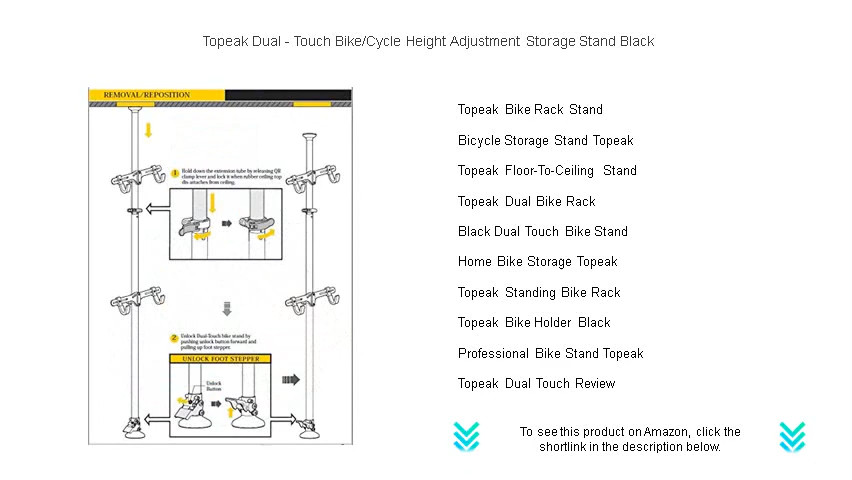 Topeak Dual - Touch Bike/Cycle Height Adjustment Storage Stand Black
REMOVAL/REPOSITION
1 Hold down the extension tube by releasing QR
clamp lever and lock it when rubber ceiling top
dis attaches from ceiling.
2 Unlock Dual-Touch bike stand by
pushing unlock button forward and
pulling up foot stepper.
UNLOCK FOOT STEPPER
Unlock
Button
Topeak Bike Rack Stand
Bicycle Storage Stand Topeak
Topeak Floor-To-Ceiling Stand
Topeak Dual Bike Rack
Black Dual Touch Bike Stand
Home Bike Storage Topeak
Topeak Standing Bike Rack
Topeak Bike Holder Black
Professional Bike Stand Topeak
Topeak Dual Touch Review
To see this product on Amazon, click the
shortlink in the description below.